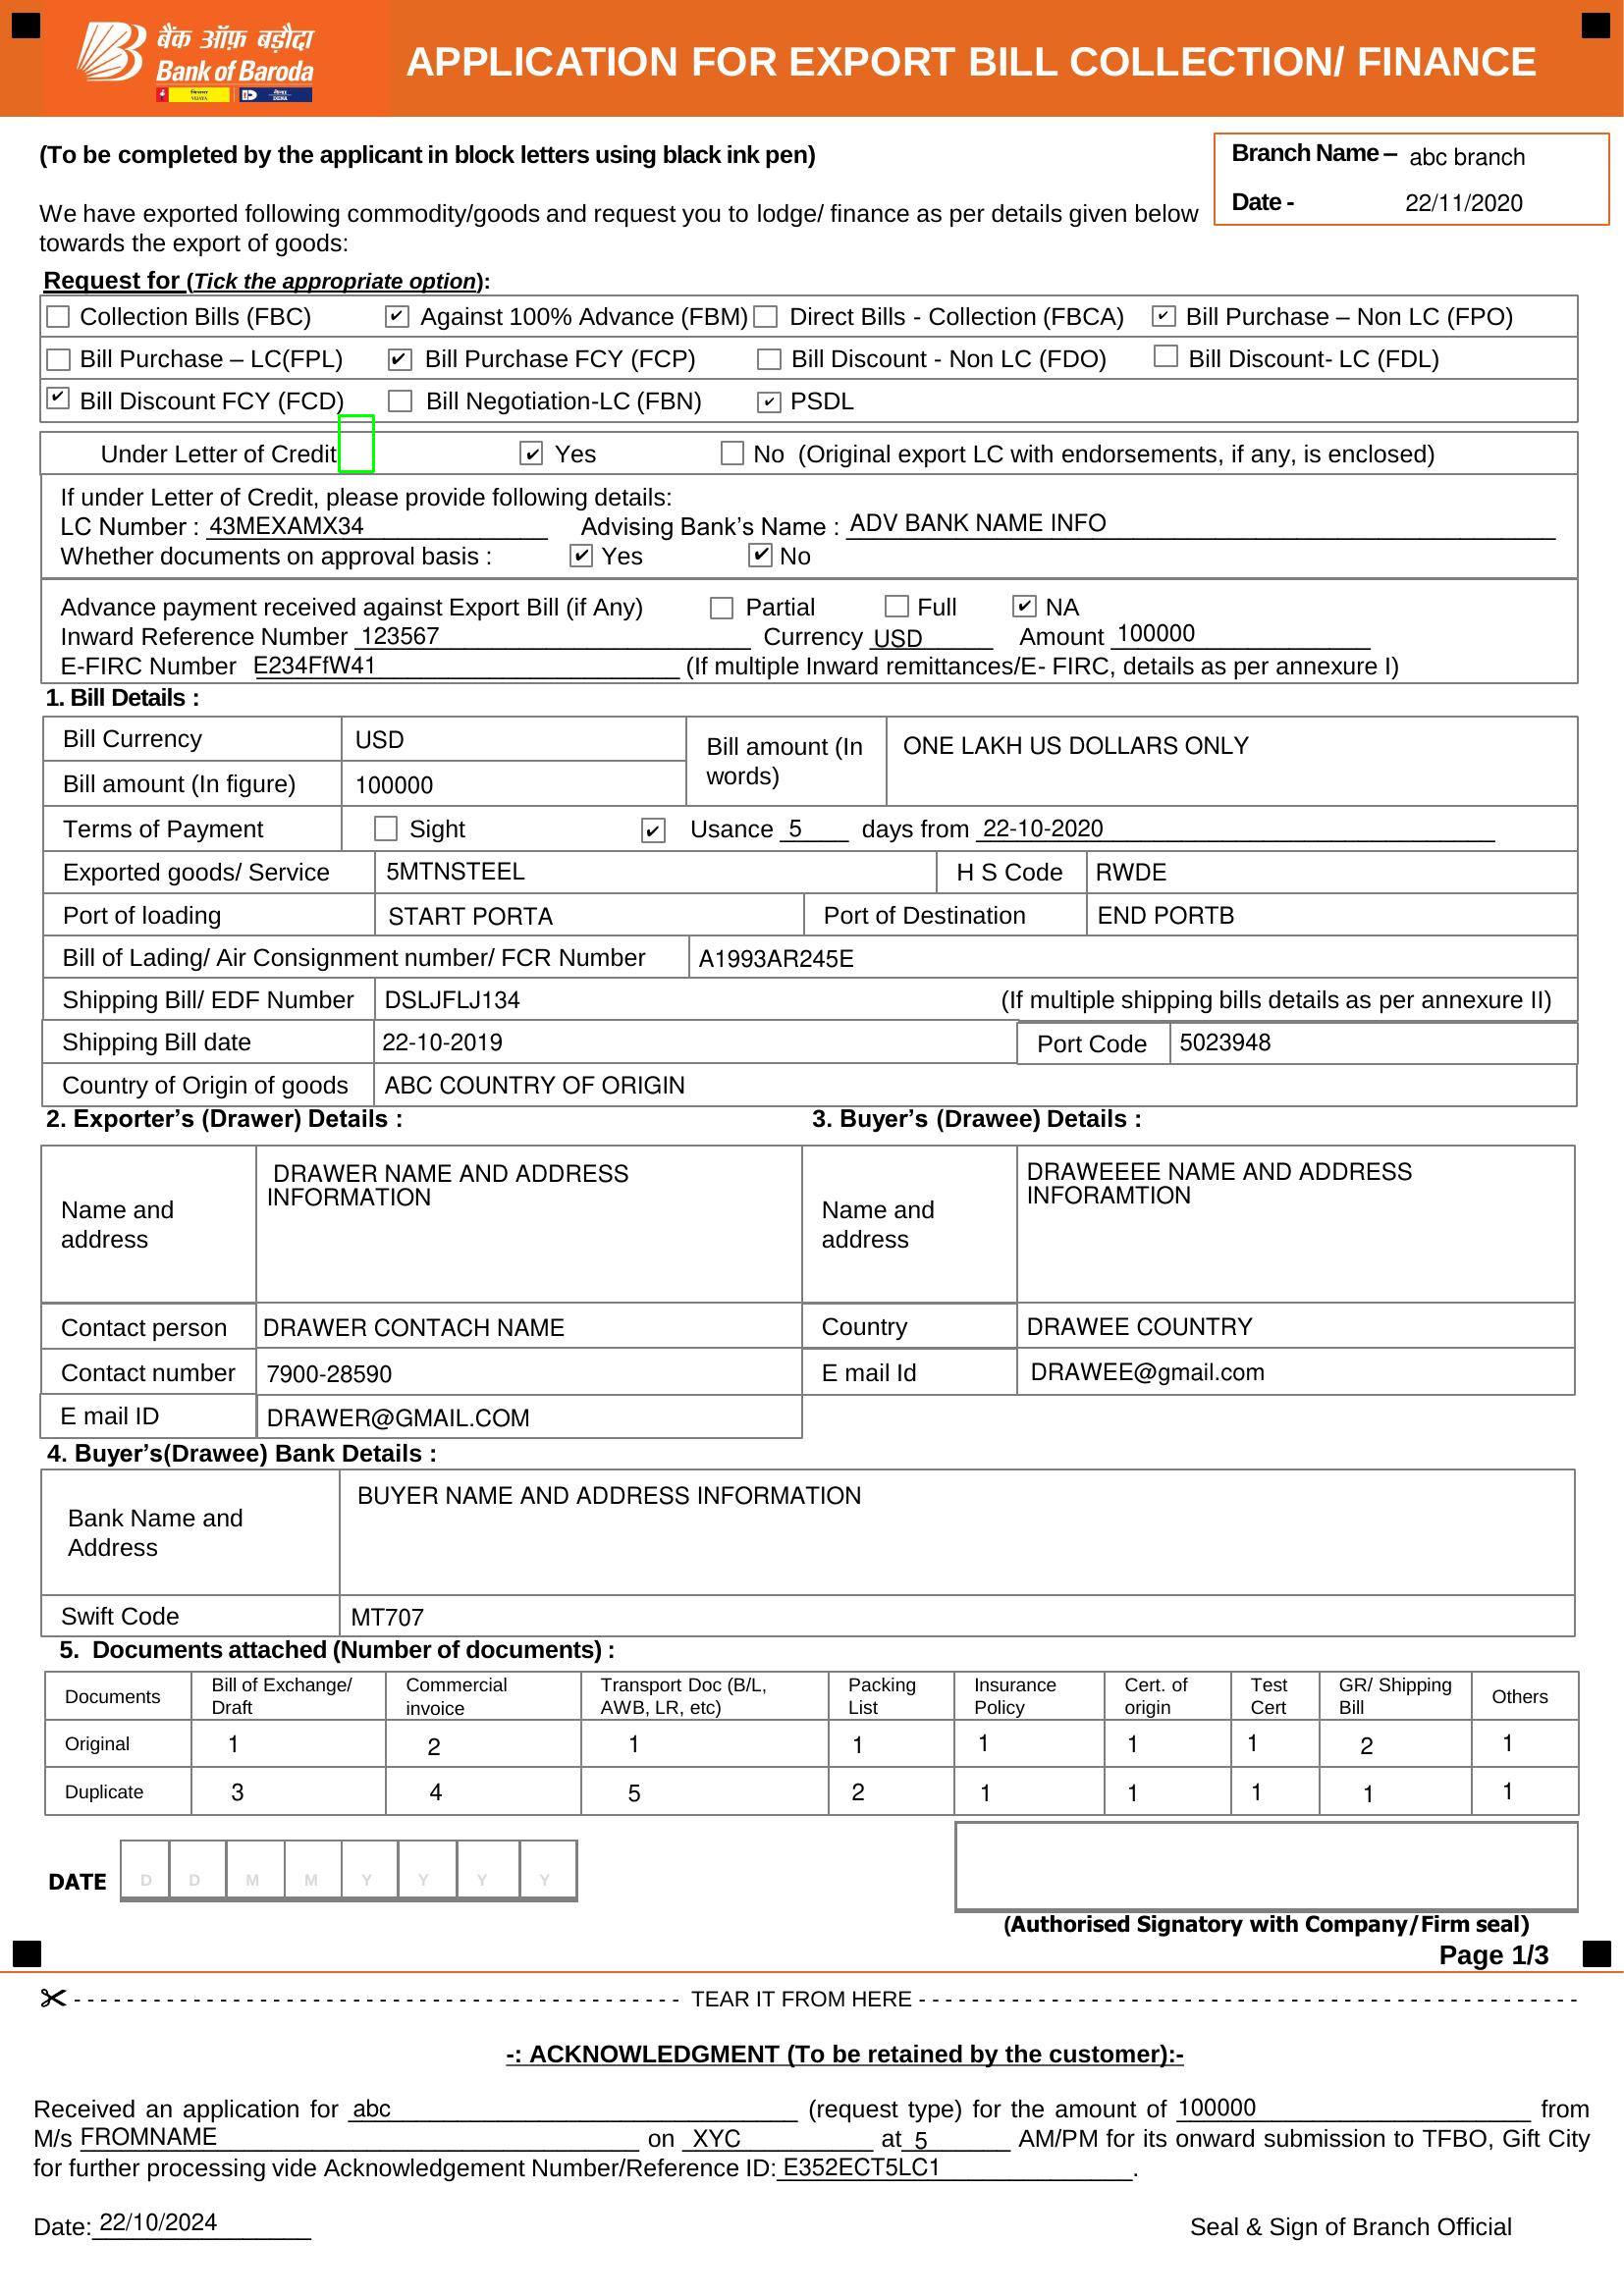 बैंक ऑफ़ बड़ौदा
Bank of Baroda
APPLICATION FOR EXPORT BILL COLLECTION/ FINANCE
(To be completed by the applicant in block letters using black ink pen)
Branch Name – abc branch
Date - 22/11/2020
We have exported following commodity/goods and request you to lodge/ finance as per details given below
towards the export of goods:
Request for (Tick the appropriate option):
☐ Collection Bills (FBC) ☑ Against 100% Advance (FBM) ☐ Direct Bills - Collection (FBCA) ☑ Bill Purchase – Non LC (FPO)
☐ Bill Purchase – LC(FPL) ☑ Bill Purchase FCY (FCP) ☐ Bill Discount - Non LC (FDO) ☐ Bill Discount- LC (FDL)
☑ Bill Discount FCY (FCD) ☐ Bill Negotiation-LC (FBN) ☑ PSDL
Under Letter of Credit ☑ Yes ☐ No (Original export LC with endorsements, if any, is enclosed)
If under Letter of Credit, please provide following details:
LC Number : 43MEXAMX34 Advising Bank's Name : ADV BANK NAME INFO
Whether documents on approval basis : ☑ Yes ☑ No
Advance payment received against Export Bill (if Any) ☐ Partial ☐ Full ☑ NA
Inward Reference Number 123567 Currency USD Amount 100000
E-FIRC Number E234FfW41 (If multiple Inward remittances/E- FIRC, details as per annexure I)
1. Bill Details :
Bill Currency USD Bill amount (In words) ONE LAKH US DOLLARS ONLY
Bill amount (In figure) 100000
Terms of Payment ☐ Sight ☑ Usance 5 days from 22-10-2020
Exported goods/ Service 5MTNSTEEL H S Code RWDE
Port of loading START PORTA Port of Destination END PORTB
Bill of Lading/ Air Consignment number/ FCR Number A1993AR245E
Shipping Bill/ EDF Number DSLJFLJ134 (If multiple shipping bills details as per annexure II)
Shipping Bill date 22-10-2019 Port Code 5023948
Country of Origin of goods ABC COUNTRY OF ORIGIN
2. Exporter's (Drawer) Details : 3. Buyer's (Drawee) Details :
Name and address DRAWER NAME AND ADDRESS INFORMATION Name and address DRAWEEEE NAME AND ADDRESS INFORAMTION
Contact person DRAWER CONTACH NAME Country DRAWEE COUNTRY
Contact number 7900-28590 E mail Id DRAWEE@gmail.com
E mail ID DRAWER@GMAIL.COM
4. Buyer's(Drawee) Bank Details :
Bank Name and Address BUYER NAME AND ADDRESS INFORMATION
Swift Code MT707
5. Documents attached (Number of documents) :
Documents Bill of Exchange/ Draft Commercial invoice Transport Doc (B/L, AWB, LR, etc) Packing List Insurance Policy Cert. of origin Test Cert GR/ Shipping Bill Others
Original 1 2 1 1 1 1 1 2 1
Duplicate 3 4 5 2 1 1 1 1 1
DATE D D M M Y Y Y Y
(Authorised Signatory with Company/Firm seal)
Page 1/3
TEAR IT FROM HERE
-: ACKNOWLEDGMENT (To be retained by the customer):-
Received an application for abc (request type) for the amount of 100000 from
M/s FROMNAME on XYC at 5 AM/PM for its onward submission to TFBO, Gift City
for further processing vide Acknowledgement Number/Reference ID: E352ECT5LC1.
Date: 22/10/2024 Seal & Sign of Branch Official